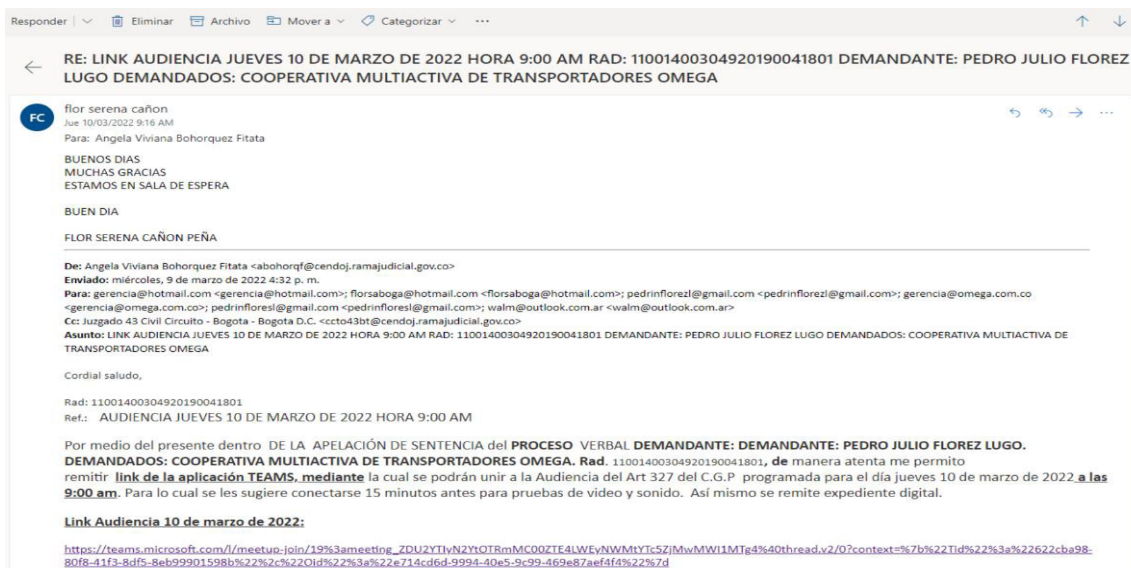 Responder Eliminar Archivo Mover a Categorizar ...
RE: LINK AUDIENCIA JUEVES 10 DE MARZO DE 2022 HORA 9:00 AM RAD: 11001400304920190041801 DEMANDANTE: PEDRO JULIO FLOREZ
LUGO DEMANDADOS: COOPERATIVA MULTIACTIVA DE TRANSPORTADORES OMEGA
FC
flor serena cañon
Jue 10/03/2022 9:16 AM
Para: Angela Viviana Bohorquez Fitata
BUENOS DIAS
MUCHAS GRACIAS
ESTAMOS EN SALA DE ESPERA
BUEN DIA
FLOR SERENA CAÑON PEÑA
De: Angela Viviana Bohorquez Fitata <abohorqf@cendoj.ramajudicial.gov.co>
Enviado: miércoles, 9 de marzo de 2022 4:32 p. m.
Para: gerencia@hotmail.com <gerencia@hotmail.com>; florsaboga@hotmail.com <florsaboga@hotmail.com>; pedrinflorezl@gmail.com <pedrinflorezl@gmail.com>; gerencia@omega.com.co
<gerencia@omega.com.co>; pedrinfloresl@gmail.com <pedrinfloresl@gmail.com>; walm@outlook.com.ar <walm@outlook.com.ar>
Cc: Juzgado 43 Civil Circuito - Bogota - Bogota D.C. <ccto43bt@cendoj.ramajudicial.gov.co>
Asunto: LINK AUDIENCIA JUEVES 10 DE MARZO DE 2022 HORA 9:00 AM RAD: 11001400304920190041801 DEMANDANTE: PEDRO JULIO FLOREZ LUGO DEMANDADOS: COOPERATIVA MULTIACTIVA DE
TRANSPORTADORES OMEGA
Cordial saludo,
Rad: 11001400304920190041801
Ref.: AUDIENCIA JUEVES 10 DE MARZO DE 2022 HORA 9:00 AM
Por medio del presente dentro DE LA APELACIÓN DE SENTENCIA del PROCESO VERBAL DEMANDANTE: DEMANDANTE: PEDRO JULIO FLOREZ LUGO.
DEMANDADOS: COOPERATIVA MULTIACTIVA DE TRANSPORTADORES OMEGA. Rad. 11001400304920190041801, de manera atenta me permito
remitir link de la aplicación TEAMS, mediante la cual se podrán unir a la Audiencia del Art 327 del C.G.P programada para el día jueves 10 de marzo de 2022 a las
9:00 am. Para lo cual se les sugiere conectarse 15 minutos antes para pruebas de video y sonido. Así mismo se remite expediente digital.
Link Audiencia 10 de marzo de 2022:
https://teams.microsoft.com/l/meetup-join/19%3ameeting_ZDU2YTIyN2YtOTRmMC00ZTE4LWEyNWMtYTc5ZjMwMWI1MTg4%40thread.v2/0?context=%7b%22Tid%22%3a%22622cba98-
80f8-41f3-8df5-8eb99901598b%22%2c%22Oid%22%3a%22e714cd6d-9994-40e5-9c99-469e87aef4f4%22%7d